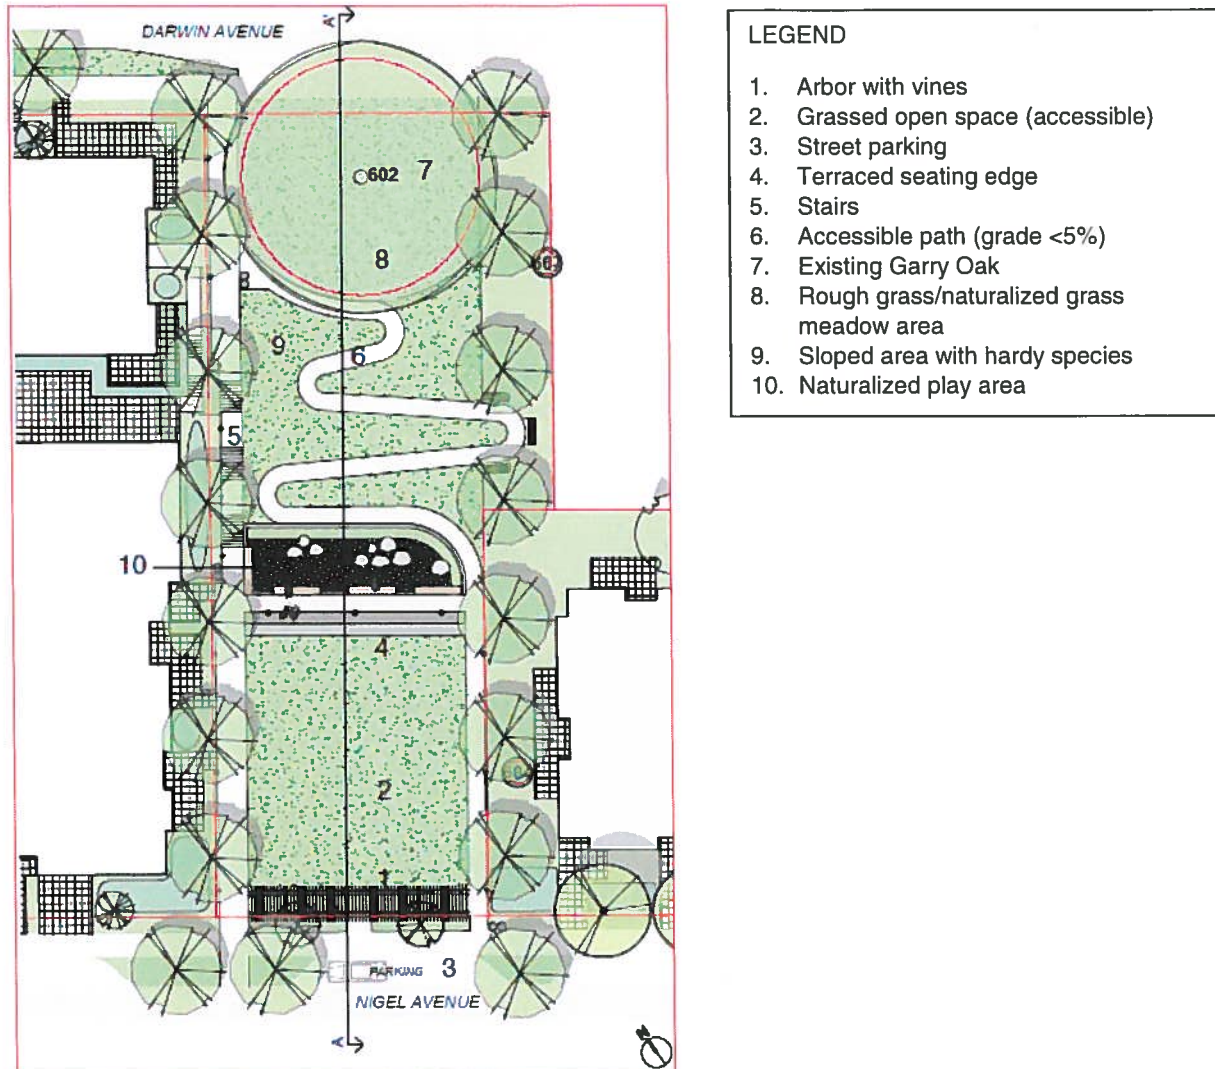 DARWIN AVENUE
A'
602
7
8
8
9
6
5
10
4
2
1
PARKING
3
NIGEL AVENUE
A
N
LEGEND
1. Arbor with vines
2. Grassed open space (accessible)
3. Street parking
4. Terraced seating edge
5. Stairs
6. Accessible path (grade <5%)
7. Existing Garry Oak
8. Rough grass/naturalized grass
meadow area
9. Sloped area with hardy species
10. Naturalized play area